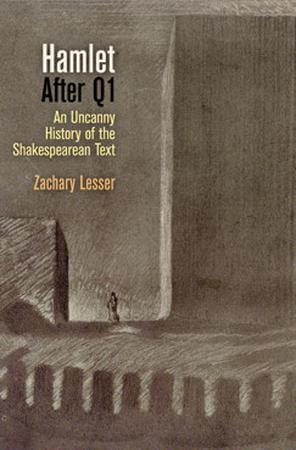 Hamlet
After Q1
An Uncanny
History of the
Shakespearean Text
Zachary Lesser